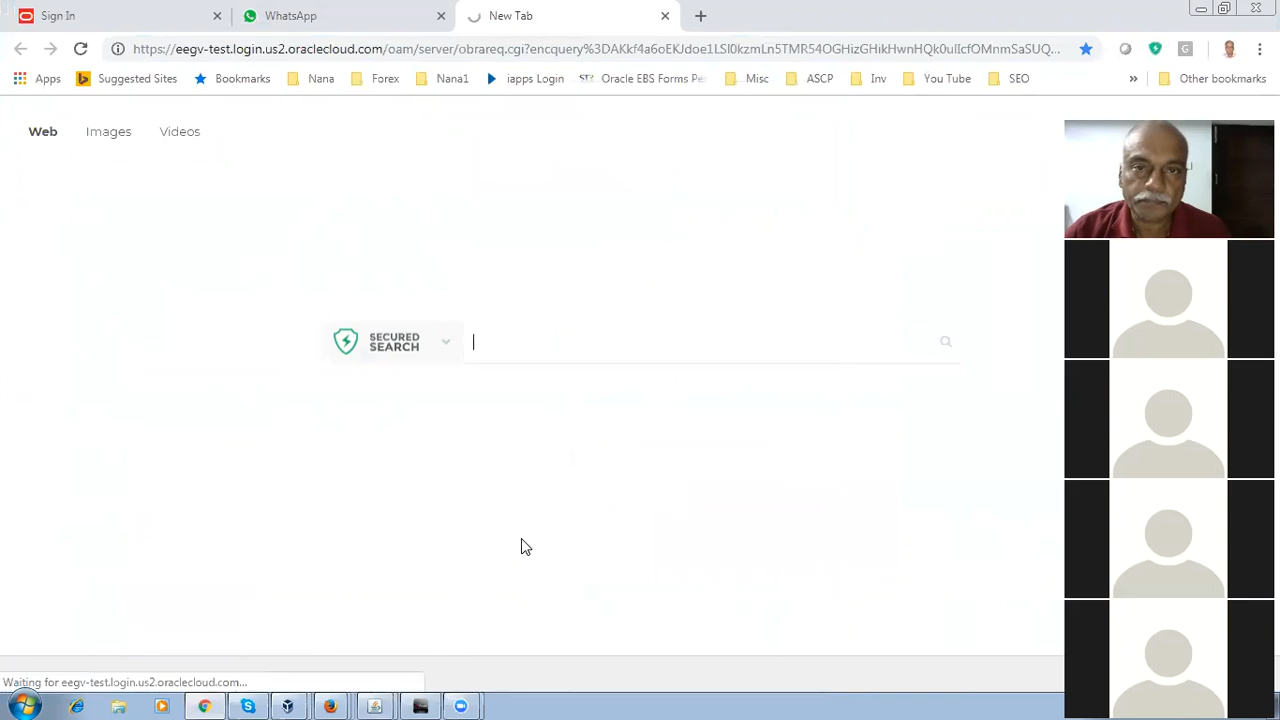 Sign In
WhatsApp
New Tab
eegv-test.login.us2.oraclecloud.com/oam/server/obrareq.cgi?encquery%3D
Apps Suggested Sites Bookmarks Nana Forex Nana1 iapps Login Oracle EBS Forms Pe Misc ASCP Inv You Tube SEO » Other bookmarks
Web Images Videos
SECURED
SEARCH
Waiting for eegv-test.login.us2.oraclecloud.com...